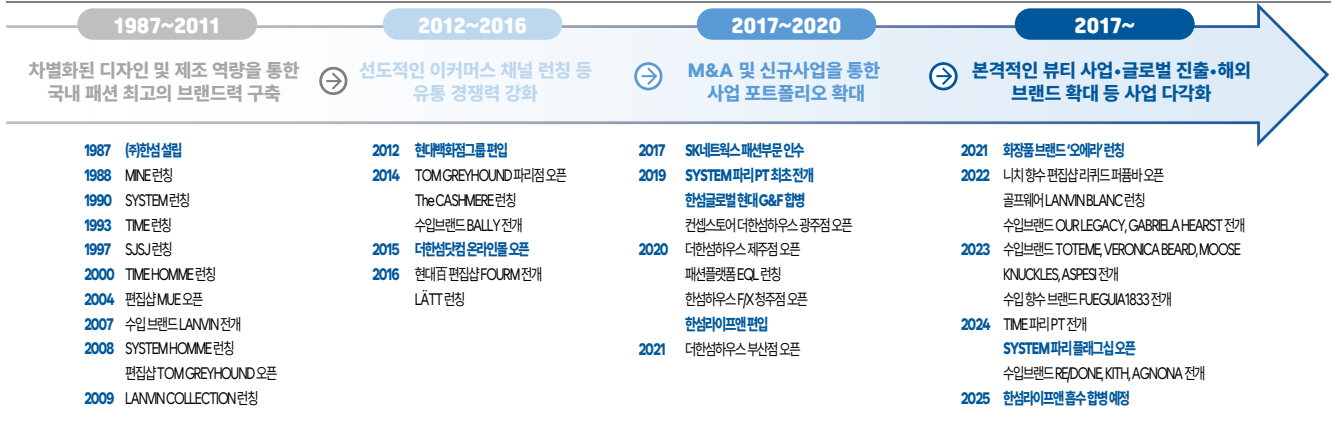 1987~2011
차별화된 디자인 및 제조 역량을 통한
국내 패션 최고의 브랜드력 구축
1987 (주)한섬 설립
1988 MINE 런칭
1990 SYSTEM 런칭
1993 TIME 런칭
1997 SJSJ 런칭
2000 TIME HOMME 런칭
2004 편집샵 MUE 오픈
2007 수입 브랜드 LANVIN 전개
2008 SYSTEM HOMME 런칭
편집샵 TOM GREYHOUND 오픈
2009 LANVIN COLLECTION 런칭
2012~2016
선도적인 이커머스 채널 런칭 등
유통 경쟁력 강화
2012 현대백화점그룹 편입
2014 TOM GREYHOUND 파리점 오픈
The CASHMERE 런칭
수입브랜드 BALLY 전개
2015 더한섬닷컴 온라인몰 오픈
2016 현대百 편집샵 FOURM 전개
LÄTT 런칭
2017~2020
M&A 및 신규사업을 통한
사업 포트폴리오 확대
2017 SK네트웍스 패션부문 인수
2019 SYSTEM 파리 PT 최초 전개
한섬글로벌 현대 G&F 합병
컨셉스토어 더한섬하우스 광주점 오픈
2020 더한섬하우스 제주점 오픈
패션플랫폼 EQL 런칭
한섬하우스 F/X 청주점 오픈
한섬라이프앤 편입
2021 더한섬하우스 부산점 오픈
2017~
본격적인 뷰티 사업•글로벌 진출•해외
브랜드 확대 등 사업 다각화
2021 화장품 브랜드 ‘오에라’ 런칭
2022 니치 향수 편집샵 리퀴드 퍼퓸바 오픈
골프웨어 LANVIN BLANC 런칭
수입브랜드 OUR LEGACY, GABRIELA HEARST 전개
2023 수입브랜드 TOTEME, VERONICA BEARD, MOOSE
KNUCKLES, ASPESI 전개
수입 향수 브랜드 FUEGUIA1833 전개
2024 TIME 파리 PT 전개
SYSTEM 파리 플래그십 오픈
수입브랜드 RE/DONE, KITH, AGNONA 전개
2025 한섬라이프앤 흡수 합병 예정